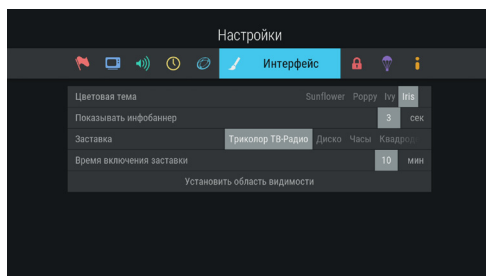 Настройки
Интерфейс
Цветовая тема Sunflower Poppy Ivy Iris
Показывать инфобаннер 3 сек
Заставка Триколор ТВ-Радио Диско Часы
Время включения заставки 10 мин
Установить область видимости